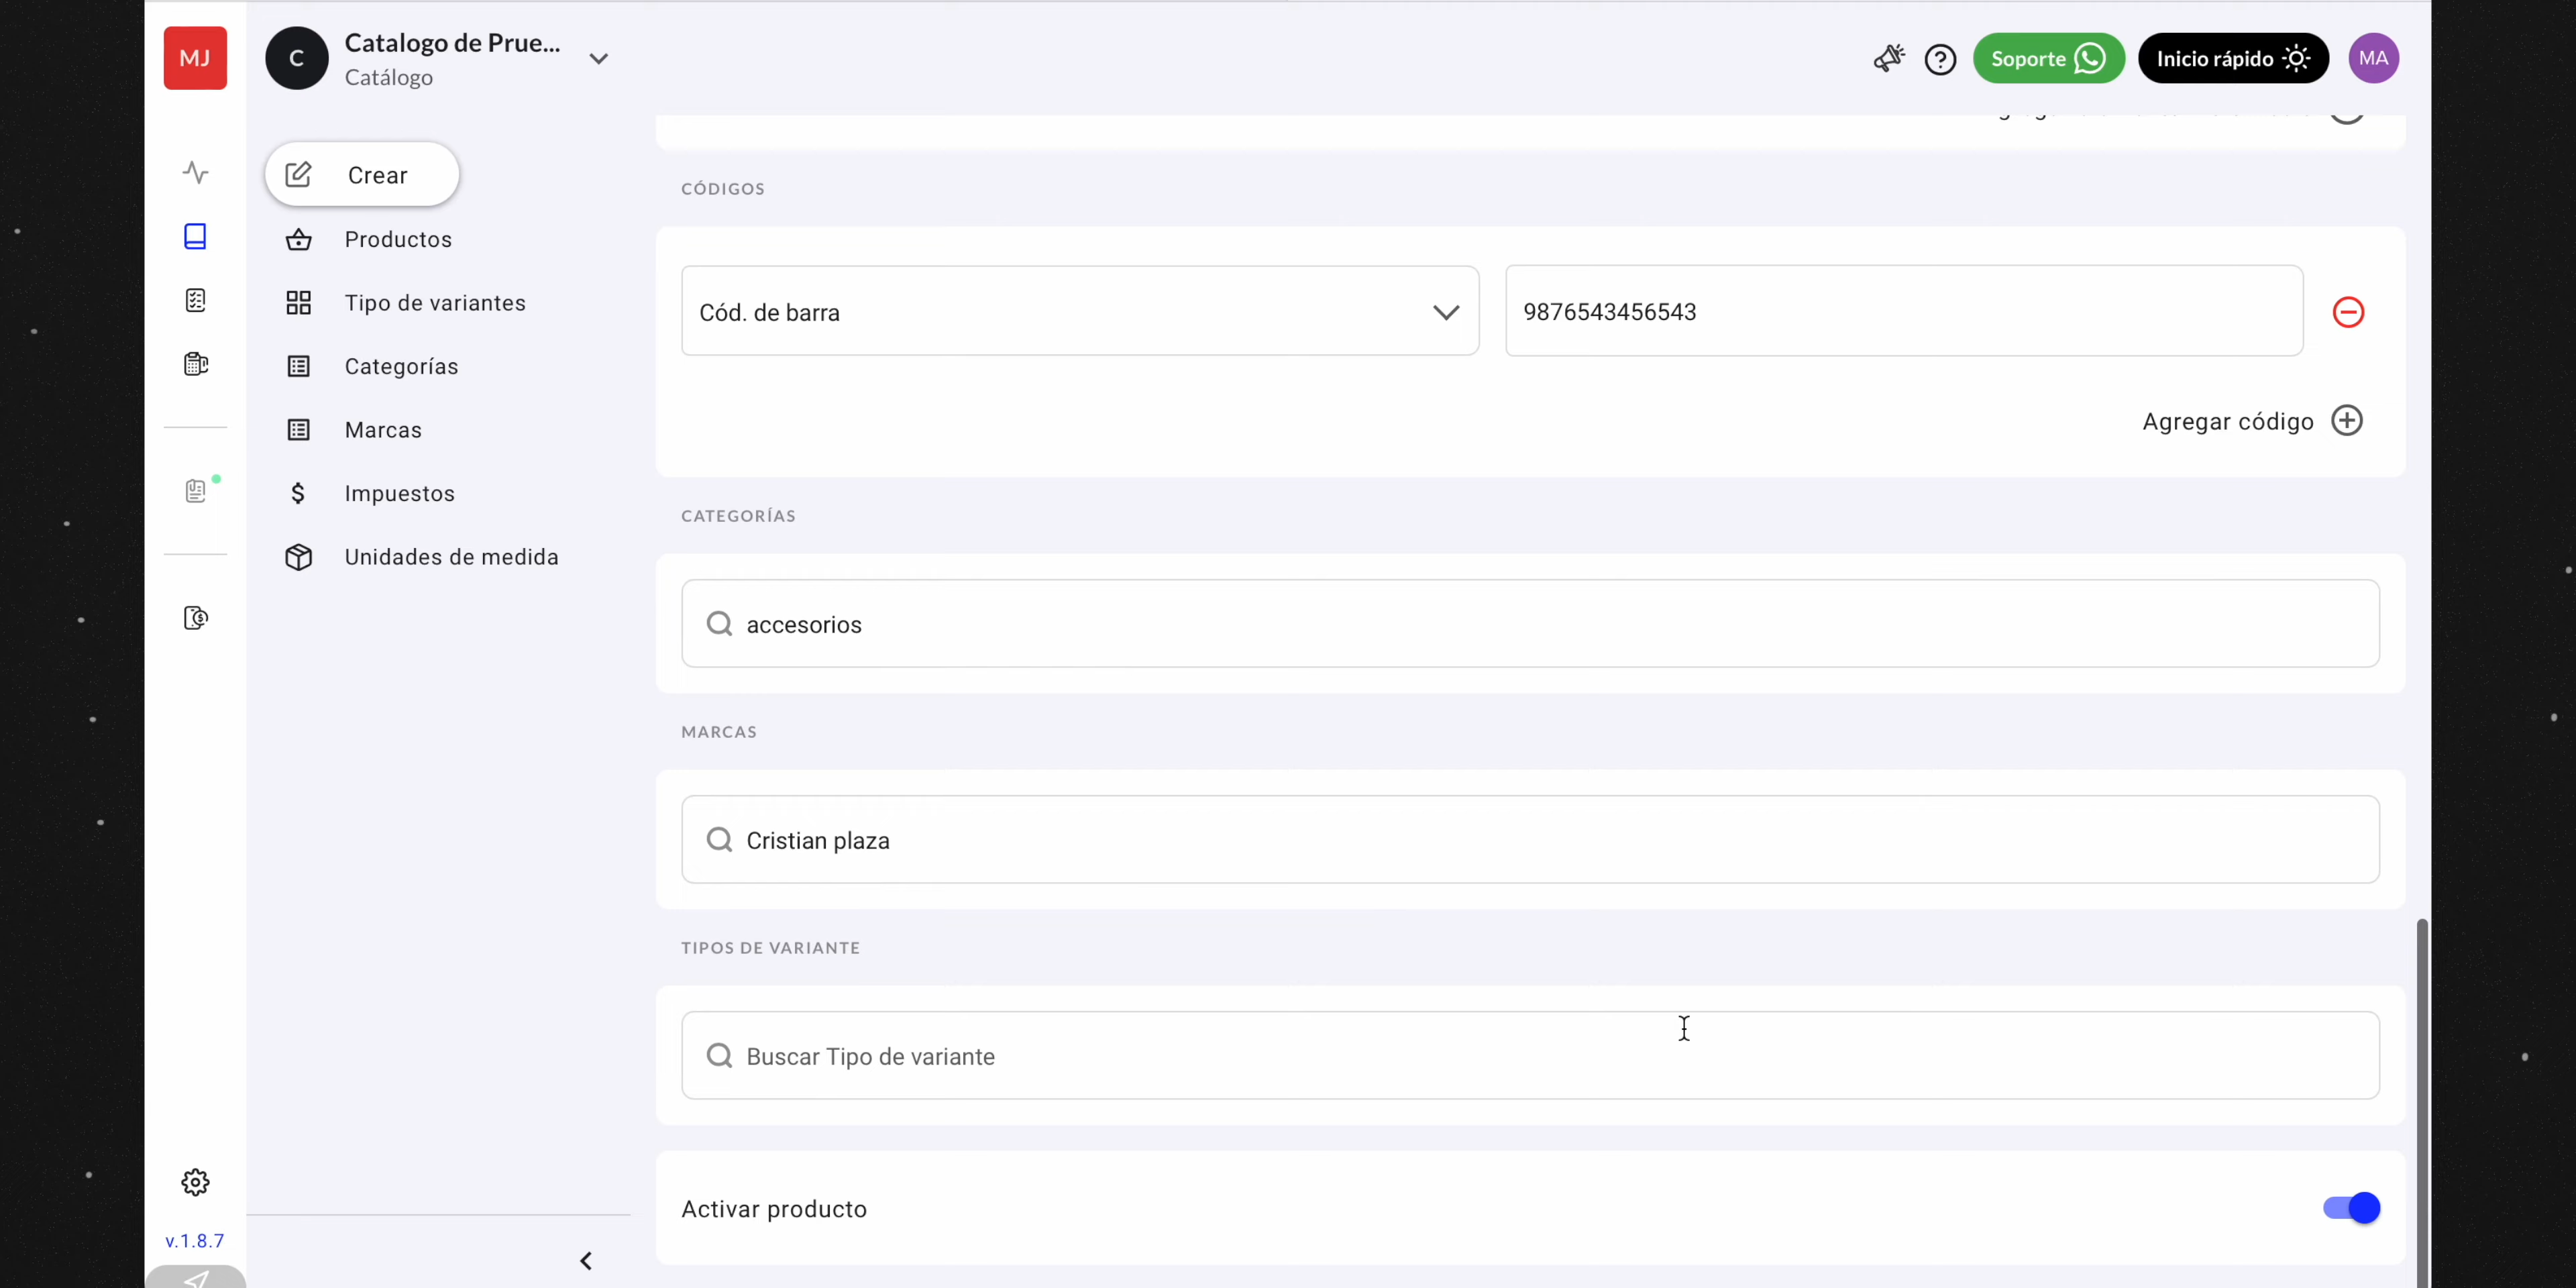 MJ
C
Catalogo de Prue...
Catálogo
Soporte
Inicio rápido
MA
Crear
Productos
Tipo de variantes
Categorías
Marcas
Impuestos
Unidades de medida
v.1.8.7
CÓDIGOS
Cód. de barra
9876543456543
Agregar código
CATEGORÍAS
accesorios
MARCAS
Cristian plaza
TIPOS DE VARIANTE
Buscar Tipo de variante
Activar producto